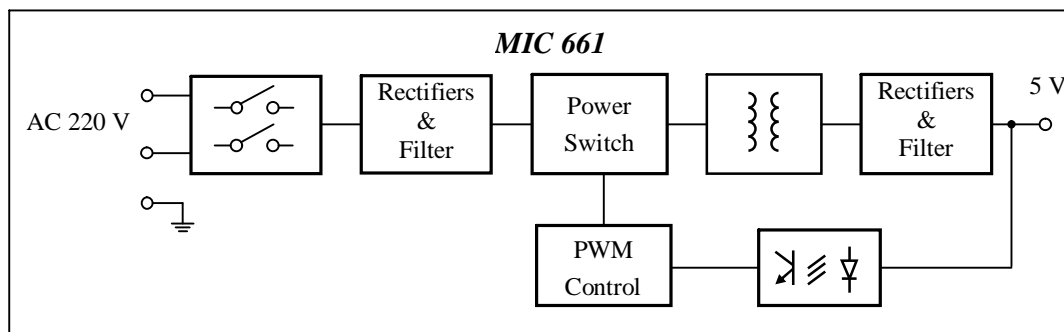 MIC 661
AC 220 V
Rectifiers
&
Filter
Power
Switch
Rectifiers
&
Filter
5 V
PWM
Control